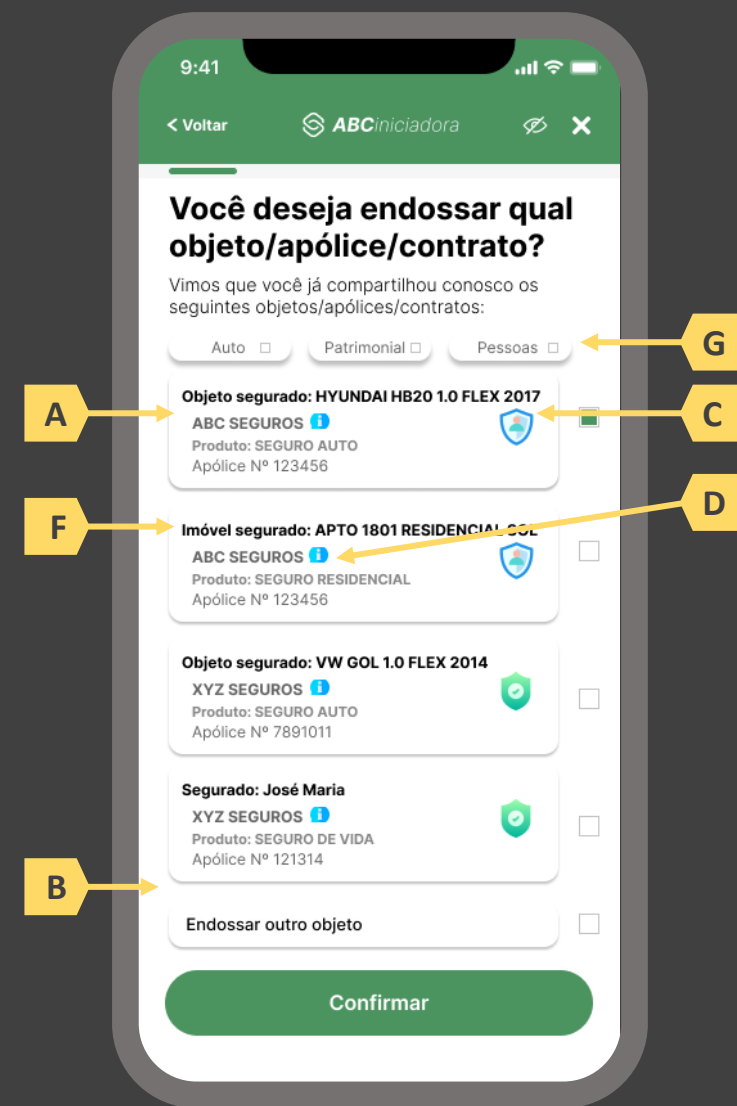 9:41
< Voltar
ABCiniciadora
Você deseja endossar qual
objeto/apólice/contrato?
Vimos que você já compartilhou conosco os
seguintes objetos/apólices/contratos:
Auto
Patrimonial
Pessoas
G
A
Objeto segurado: HYUNDAI HB20 1.0 FLEX 2017
ABC SEGUROS i
Produto: SEGURO AUTO
Apólice Nº 123456
C
D
F
Imóvel segurado: APTO 1801 RESIDENCIAL SOL
ABC SEGUROS i
Produto: SEGURO RESIDENCIAL
Apólice Nº 123456
Objeto segurado: VW GOL 1.0 FLEX 2014
XYZ SEGUROS i
Produto: SEGURO AUTO
Apólice Nº 7891011
Segurado: José Maria
XYZ SEGUROS i
Produto: SEGURO DE VIDA
Apólice Nº 121314
B
Endossar outro objeto
Confirmar